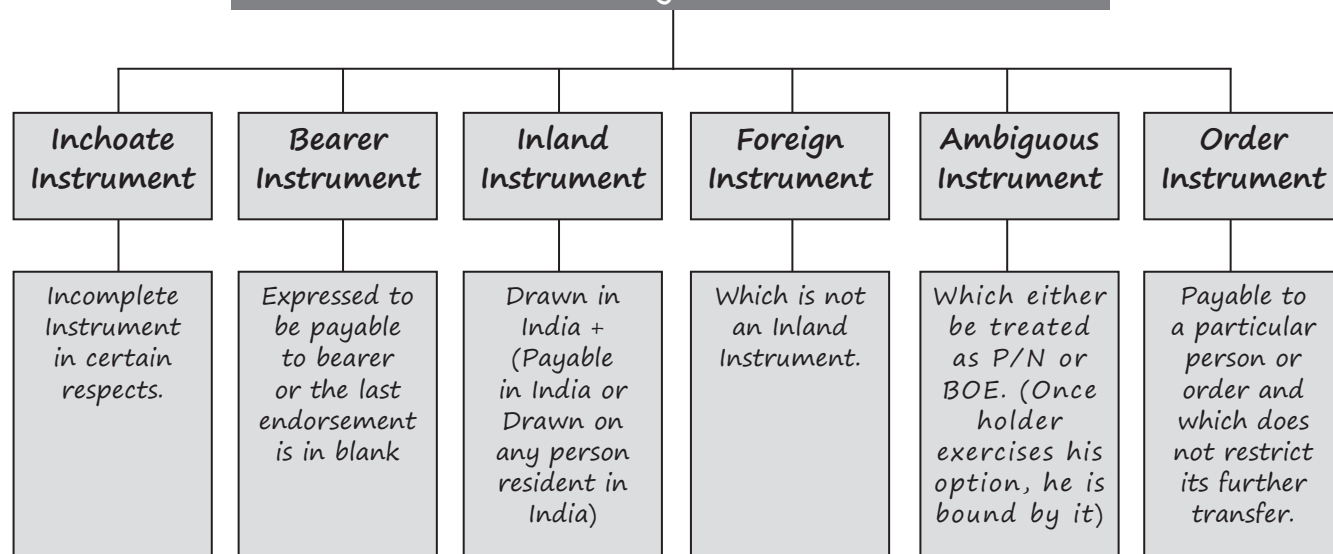 Inchoate
Instrument
Bearer
Instrument
Inland
Instrument
Foreign
Instrument
Ambiguous
Instrument
Order
Instrument
Incomplete
Instrument
in certain
respects.
Expressed to
be payable
to bearer
or the last
endorsement
is in blank
Drawn in
India +
(Payable
in India or
Drawn on
any person
resident in
India)
Which is not
an Inland
Instrument.
Which either
be treated
as P/N or
BOE. (Once
holder
exercises his
option, he is
bound by it)
Payable to
a particular
person or
order and
which does
not restrict
its further
transfer.